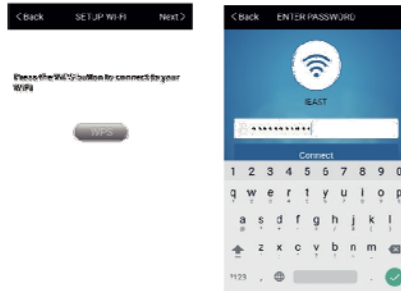 <Back SETUP WI-FI Next>
Press the WPS button to connect to your
WiFi
WPS
<Back ENTER PASSWORD
IEAST
Connect
1 2 3 4 5 6 7 8 9 0
q w e r t y u i o p
a s d f g h j k l
z x c v b n m
?123 , .